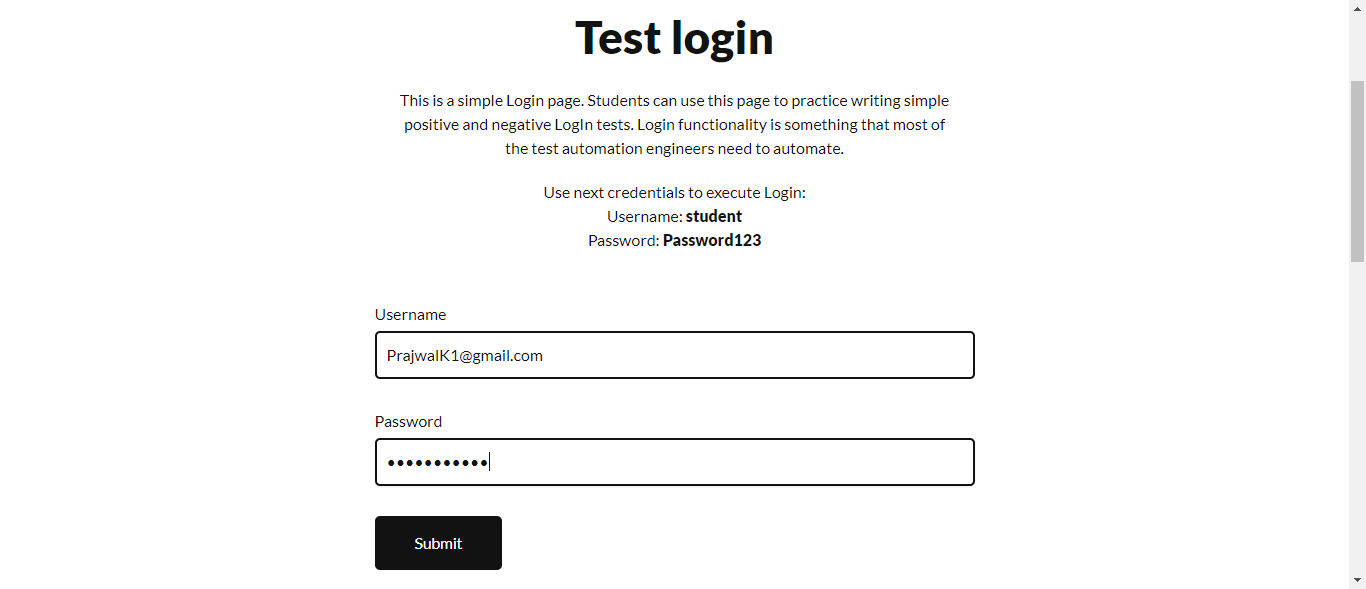 Test login
This is a simple Login page. Students can use this page to practice writing simple
positive and negative LogIn tests. Login functionality is something that most of
the test automation engineers need to automate.
Use next credentials to execute Login:
Username: student
Password: Password123
Username
PrajwalK1@gmail.com
Password
•••••••••••
Submit